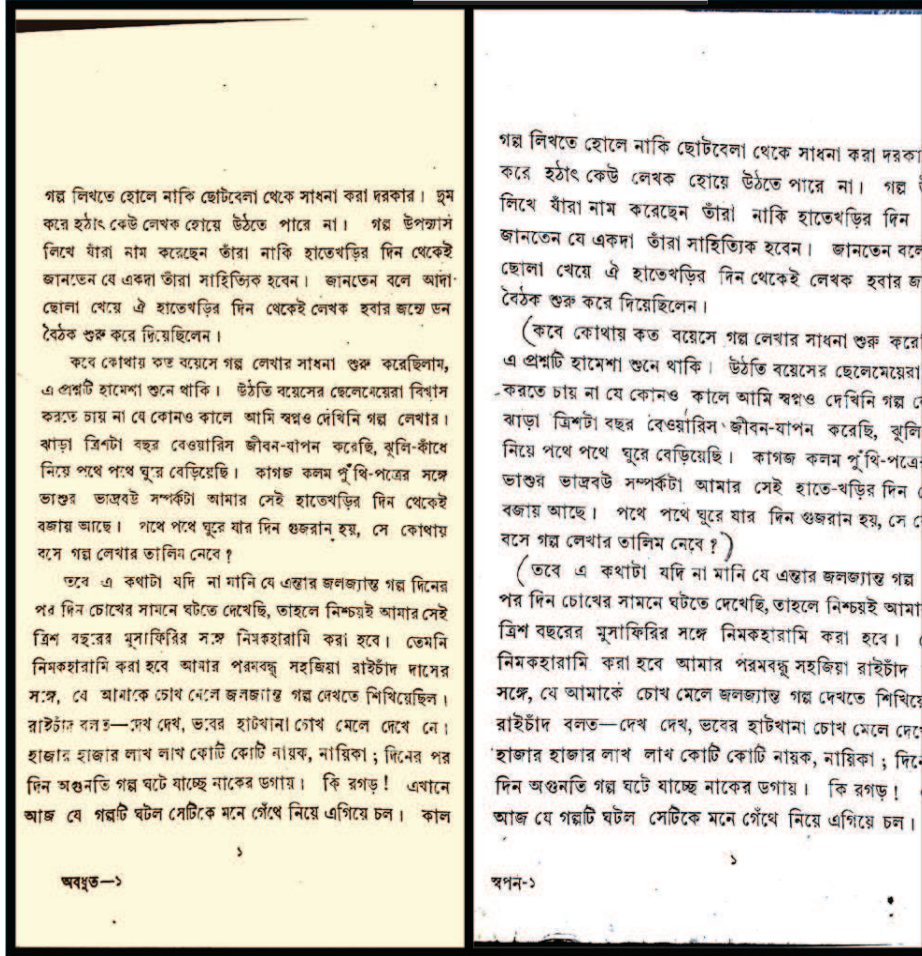 গল্প লিখতে হোলে নাকি ছোটবেলা থেকে সাধনা করা দরকার। দুম
করে হঠাৎ কেউ লেখক হোয়ে উঠতে পারে না। গল্প উপন্যাস
লিখে যাঁরা নাম করেছেন তাঁরা নাকি হাতেখড়ির দিন থেকেই
জানতেন যে একদা তাঁরা সাহিত্যিক হবেন। জানতেন বলে আদা-
ছোলা খেয়ে ঐ হাতেখড়ির দিন থেকেই লেখক হবার জন্যে ডন
বৈঠক শুরু করে দিয়েছিলেন।
কবে কোথায় কত বয়েসে গল্প লেখার সাধনা শুরু করেছিলাম,
এ প্রশ্নটি হামেশা শুনে থাকি। উঠতি বয়েসের ছেলেমেয়েরা বিশ্বাস
করতে চায় না যে কোনও কালে আমি স্বপ্নও দেখিনি গল্প লেখার।
ঝাড়া ত্রিশটা বছর বেওয়ারিস জীবন-যাপন করেছি, ঝুলি-কাঁধে
নিয়ে পথে পথে ঘুরে বেড়িয়েছি। কাগজ কলম পুঁথি-পত্রের সঙ্গে
ভাশুর ভাদ্রবউ সম্পর্কটা আমার সেই হাতেখড়ির দিন থেকেই
বজায় আছে। পথে পথে ঘুরে যার দিন গুজরান হয়, সে কোথায়
বসে গল্প লেখার তালিম নেবে?
তবে এ কথাটা যদি না মানি যে এন্তার জলজ্যান্ত গল্প দিনের
পর দিন চোখের সামনে ঘটতে দেখেছি, তাহলে নিশ্চয়ই আমার সেই
ত্রিশ বছরের মুসাফিরির সঙ্গে নিমকহারামি করা হবে। তেমনি
নিমকহারামি করা হবে আমার পরমবন্ধু সহজিয়া রাইচাঁদ দাসের
সঙ্গে, যে আমাকে চোখ মেলে জলজ্যান্ত গল্প দেখতে শিখিয়েছিল।
রাইচাঁদ বলত—দেখ দেখ, ভবের হাটখানা চোখ মেলে দেখে নে।
হাজার হাজার লাখ লাখ কোটি কোটি নায়ক, নায়িকা; দিনের পর
দিন অগুনতি গল্প ঘটে যাচ্ছে নাকের ডগায়। কি রগড়! এখানে
আজ যে গল্পটি ঘটল সেটিকে মনে গেঁথে নিয়ে এগিয়ে চল। কাল
১
অবধূত—১
গল্প লিখতে হোলে নাকি ছোটবেলা থেকে সাধনা করা দরকা
করে হঠাৎ কেউ লেখক হোয়ে উঠতে পারে না। গল্প
লিখে যাঁরা নাম করেছেন তাঁরা নাকি হাতেখড়ির দিন
জানতেন যে একদা তাঁরা সাহিত্যিক হবেন। জানতেন বলে
ছোলা খেয়ে ঐ হাতেখড়ির দিন থেকেই লেখক হবার জ
বৈঠক শুরু করে দিয়েছিলেন।
(কবে কোথায় কত বয়েসে গল্প লেখার সাধনা শুরু করে
এ প্রশ্নটি হামেশা শুনে থাকি। উঠতি বয়েসের ছেলেমেয়েরা
করতে চায় না যে কোনও কালে আমি স্বপ্নও দেখিনি গল্প
ঝাড়া ত্রিশটা বছর বেওয়ারিস জীবন-যাপন করেছি, ঝুলি
নিয়ে পথে পথে ঘুরে বেড়িয়েছি। কাগজ কলম পুঁথি-পত্রে
ভাশুর ভাদ্রবউ সম্পর্কটা আমার সেই হাতে-খড়ির দিন
বজায় আছে। পথে পথে ঘুরে যার দিন গুজরান হয়, সে
বসে গল্প লেখার তালিম নেবে?)
(তবে এ কথাটা যদি না মানি যে এন্তার জলজ্যান্ত গল্প
পর দিন চোখের সামনে ঘটতে দেখেছি, তাহলে নিশ্চয়ই আমা
ত্রিশ বছরের মুসাফিরির সঙ্গে নিমকহারামি করা হবে।
নিমকহারামি করা হবে আমার পরমবন্ধু সহজিয়া রাইচাঁদ
সঙ্গে, যে আমাকে চোখ মেলে জলজ্যান্ত গল্প দেখতে শিখিয়ে
রাইচাঁদ বলত—দেখ দেখ, ভবের হাটখানা চোখ মেলে দেখে
হাজার হাজার লাখ লাখ কোটি কোটি নায়ক, নায়িকা; দিনে
দিন অগুনতি গল্প ঘটে যাচ্ছে নাকের ডগায়। কি রগড়!
আজ যে গল্পটি ঘটল সেটিকে মনে গেঁথে নিয়ে এগিয়ে চল।
১
স্বপন-১